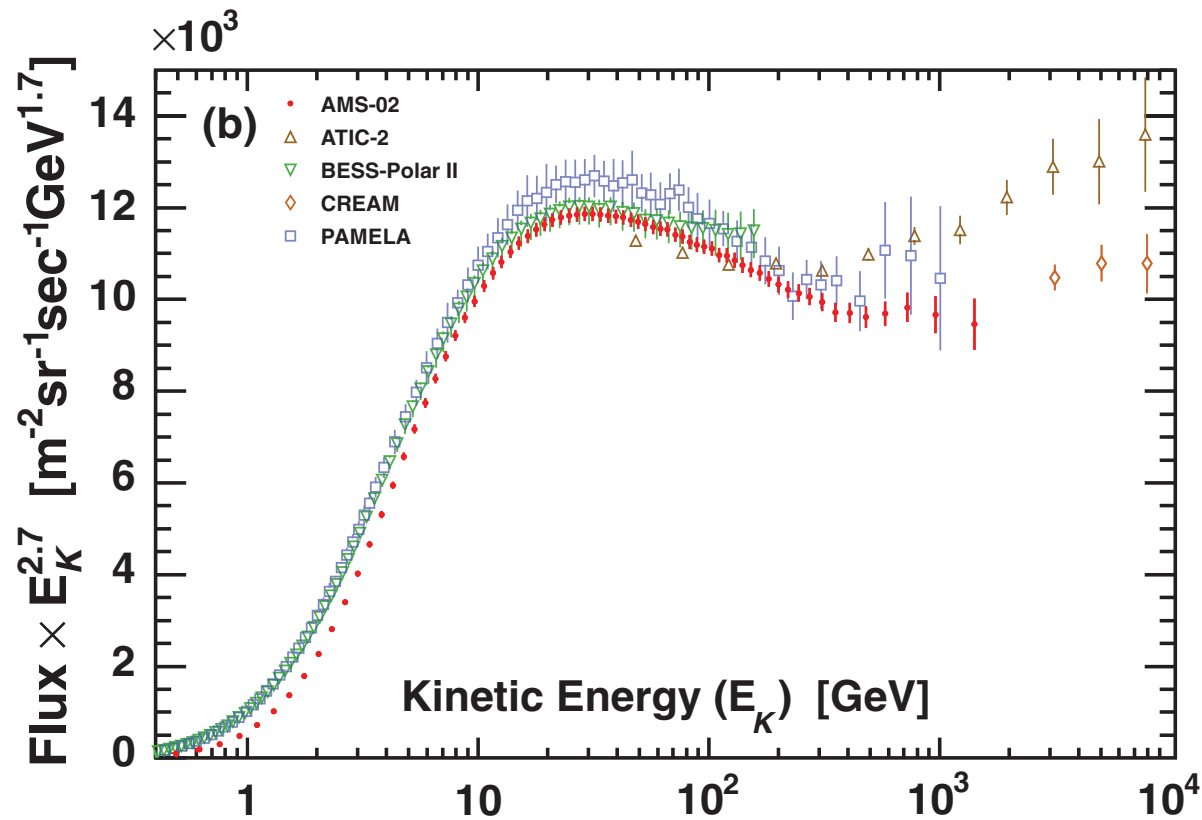 ×10³
Flux × E_K^2.7 [m⁻²sr⁻¹sec⁻¹GeV^1.7]
14
12
10
8
6
4
2
0
(b)
AMS-02
ATIC-2
BESS-Polar II
CREAM
PAMELA
Kinetic Energy (E_K) [GeV]
1 10 10² 10³ 10⁴